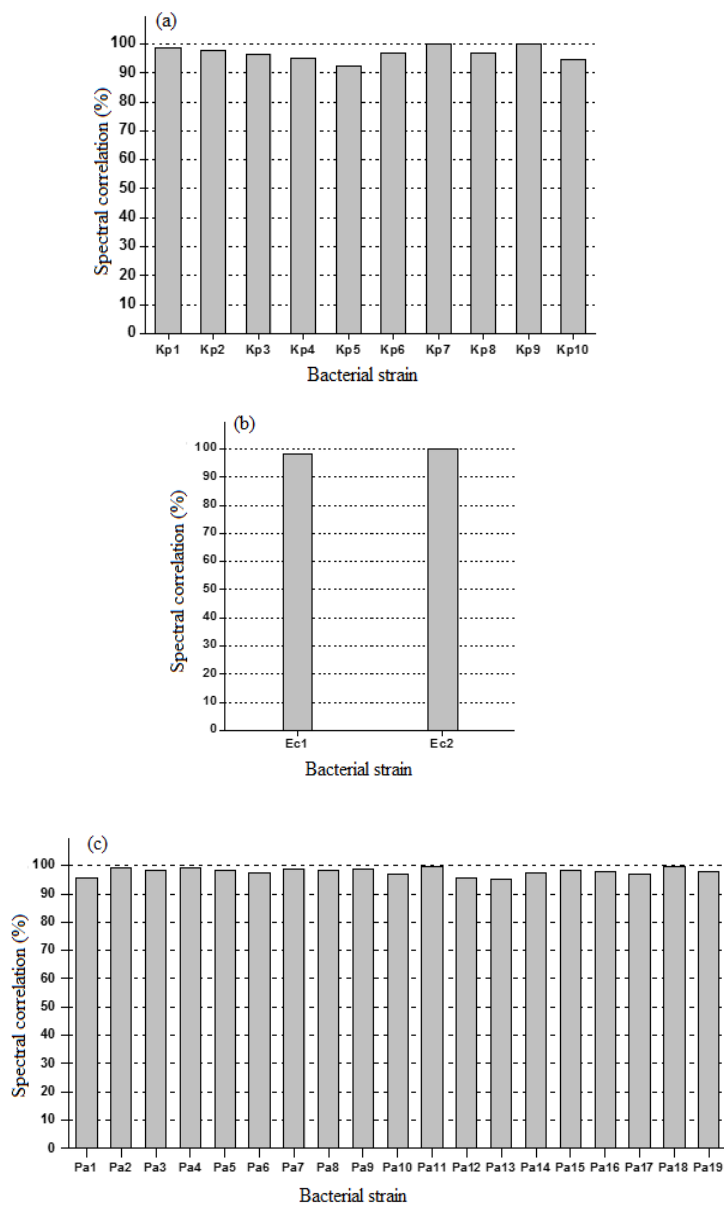 (a)
100
90
80
70
60
50
40
30
20
10
0
Spectral correlation (%)
Kp1 Kp2 Kp3 Kp4 Kp5 Kp6 Kp7 Kp8 Kp9 Kp10
Bacterial strain
(b)
100
90
80
70
60
50
40
30
20
10
0
Spectral correlation (%)
Ec1 Ec2
Bacterial strain
(c)
100
90
80
70
60
50
40
30
20
10
0
Spectral correlation (%)
Pa1 Pa2 Pa3 Pa4 Pa5 Pa6 Pa7 Pa8 Pa9 Pa10 Pa11 Pa12 Pa13 Pa14 Pa15 Pa16 Pa17 Pa18 Pa19
Bacterial strain